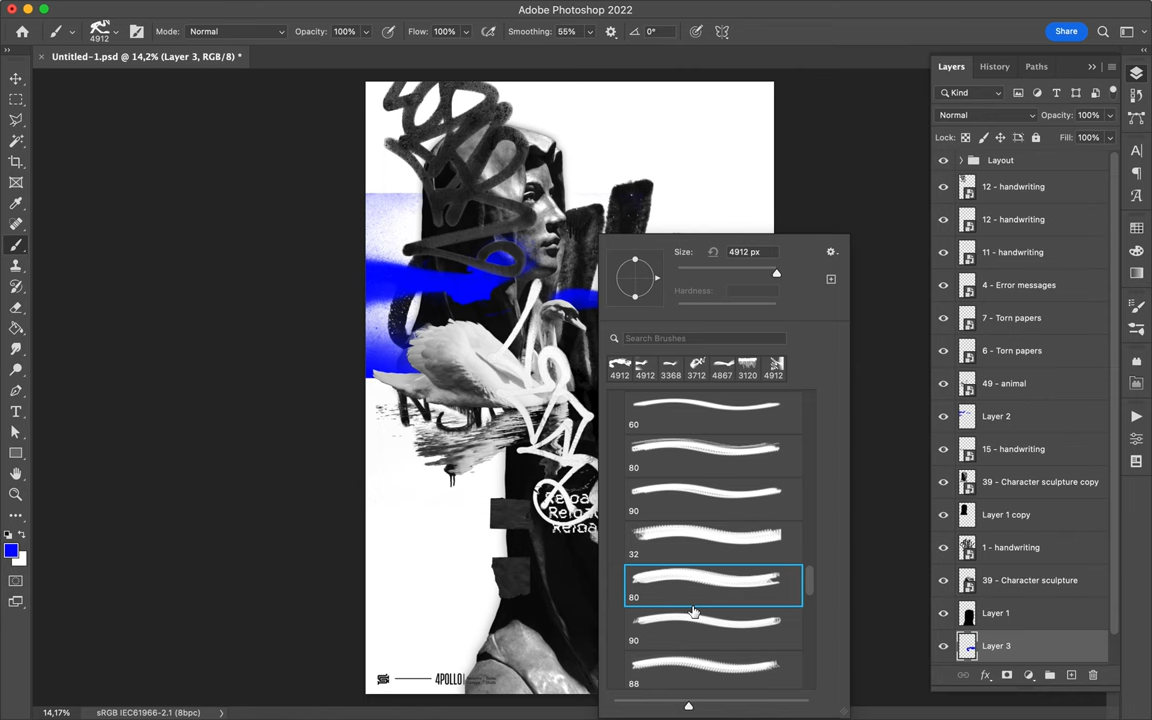 Adobe Photoshop 2022
4912
Mode:
Normal
Opacity:
100%
Flow:
100%
Smoothing:
55%
0°
Share
Untitled-1.psd @ 14,2% (Layer 3, RGB/8) *
Layers
History
Paths
Kind
Normal
Opacity:
100%
Lock:
Fill:
100%
Layout
12 - handwriting
12 - handwriting
11 - handwriting
4 - Error messages
7 - Torn papers
6 - Torn papers
49 - animal
Layer 2
15 - handwriting
39 - Character sculpture copy
Layer 1 copy
1 - handwriting
39 - Character sculpture
Layer 1
Layer 3
Size:
4912 px
Hardness:
Search Brushes
4912
4912
3368
3712
4867
3120
4912
60
80
90
32
80
90
88
Reloa
Reloa
Reloa
4POLLO
14,17%
sRGB IEC61966-2.1 (8bpc)